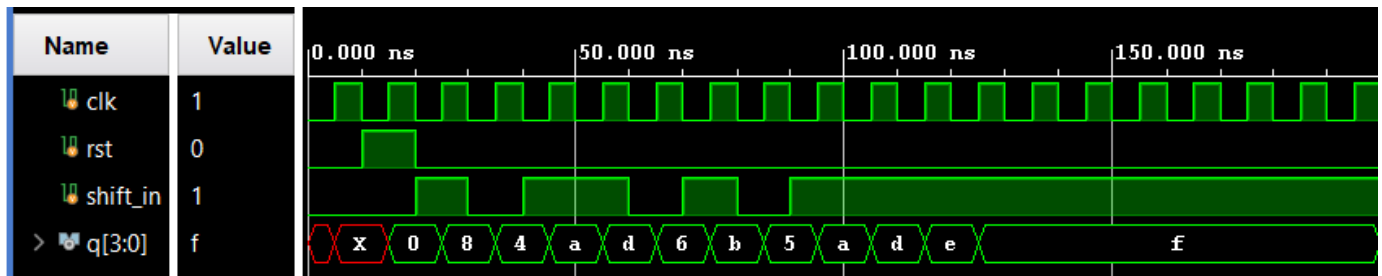 Name Value 0.000 ns 50.000 ns 100.000 ns 150.000 ns
clk 1
rst 0
shift_in 1
> q[3:0] f X 0 8 4 a d 6 b 5 a d e f